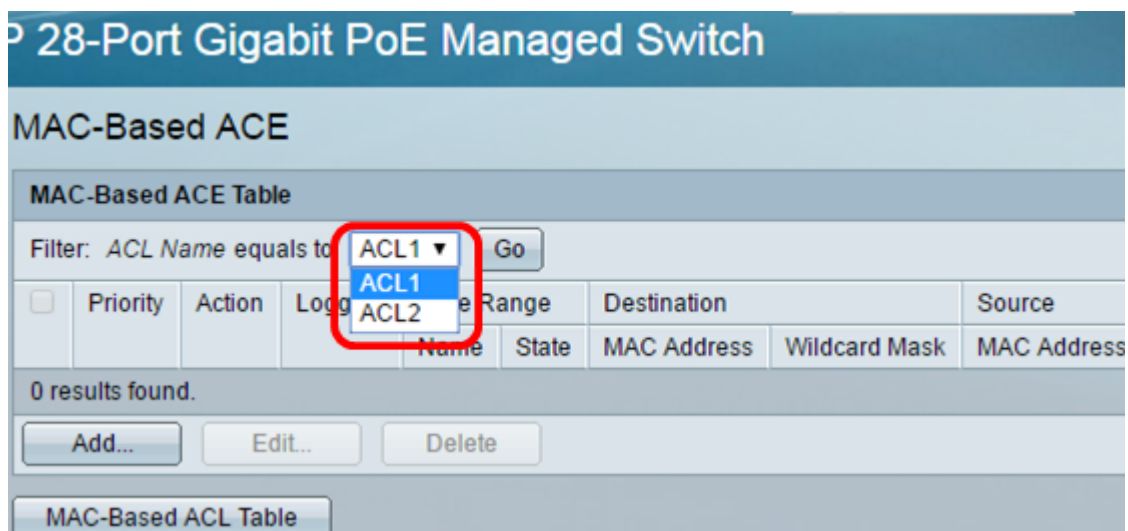 P 28-Port Gigabit PoE Managed Switch
MAC-Based ACE
MAC-Based ACE Table
Filter: ACL Name equals to ACL1 ▼ Go
ACL1
ACL2
Priority Action Range Destination Source
Name State MAC Address Wildcard Mask MAC Address
0 results found.
Add... Edit... Delete
MAC-Based ACL Table